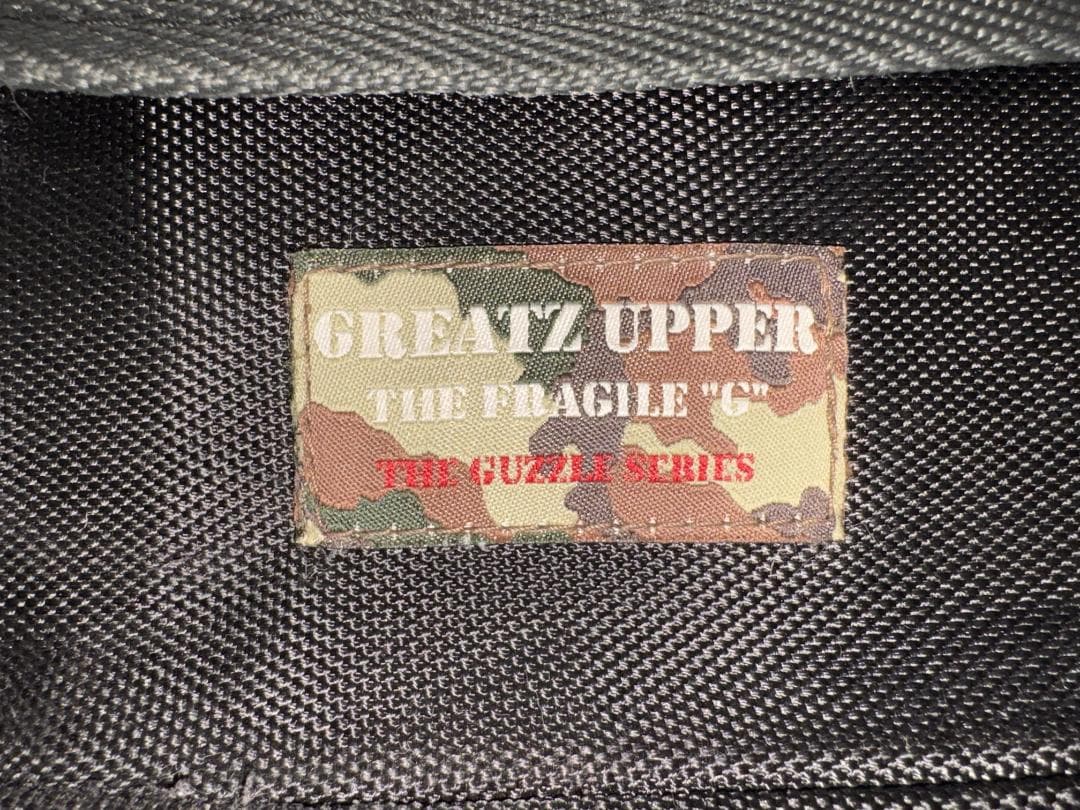 GREATZ UPPER
THE FRAGILE "G"
THE GUZZLE SERIES